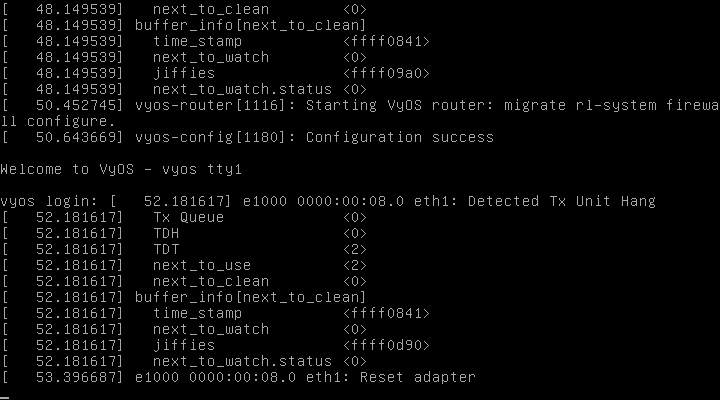 [   48.149539]   next_to_clean        <0>
[   48.149539] buffer_info[next_to_clean]
[   48.149539]   time_stamp           <ffff0841>
[   48.149539]   next_to_watch        <0>
[   48.149539]   jiffies              <ffff09a0>
[   48.149539]   next_to_watch.status <0>
[   50.452745] vyos-router[1116]: Starting VyOS router: migrate rl-system firewa
ll configure.
[   50.643669] vyos-config[1180]: Configuration success
Welcome to VyOS - vyos tty1
vyos login: [   52.181617] e1000 0000:00:08.0 eth1: Detected Tx Unit Hang
[   52.181617]   Tx Queue             <0>
[   52.181617]   TDH                  <0>
[   52.181617]   TDT                  <2>
[   52.181617]   next_to_use          <2>
[   52.181617]   next_to_clean        <0>
[   52.181617] buffer_info[next_to_clean]
[   52.181617]   time_stamp           <ffff0841>
[   52.181617]   next_to_watch        <0>
[   52.181617]   jiffies              <ffff0d90>
[   52.181617]   next_to_watch.status <0>
[   53.396687] e1000 0000:00:08.0 eth1: Reset adapter